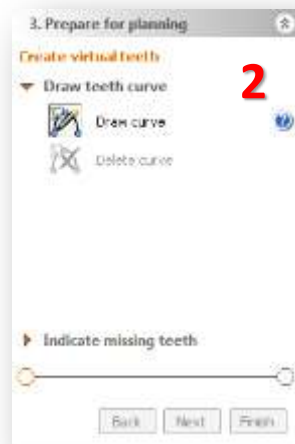 3. Prepare for planning
Create virtual teeth
Draw teeth curve
2
Draw curve
Delete curve
Indicate missing teeth
Back Next Finish